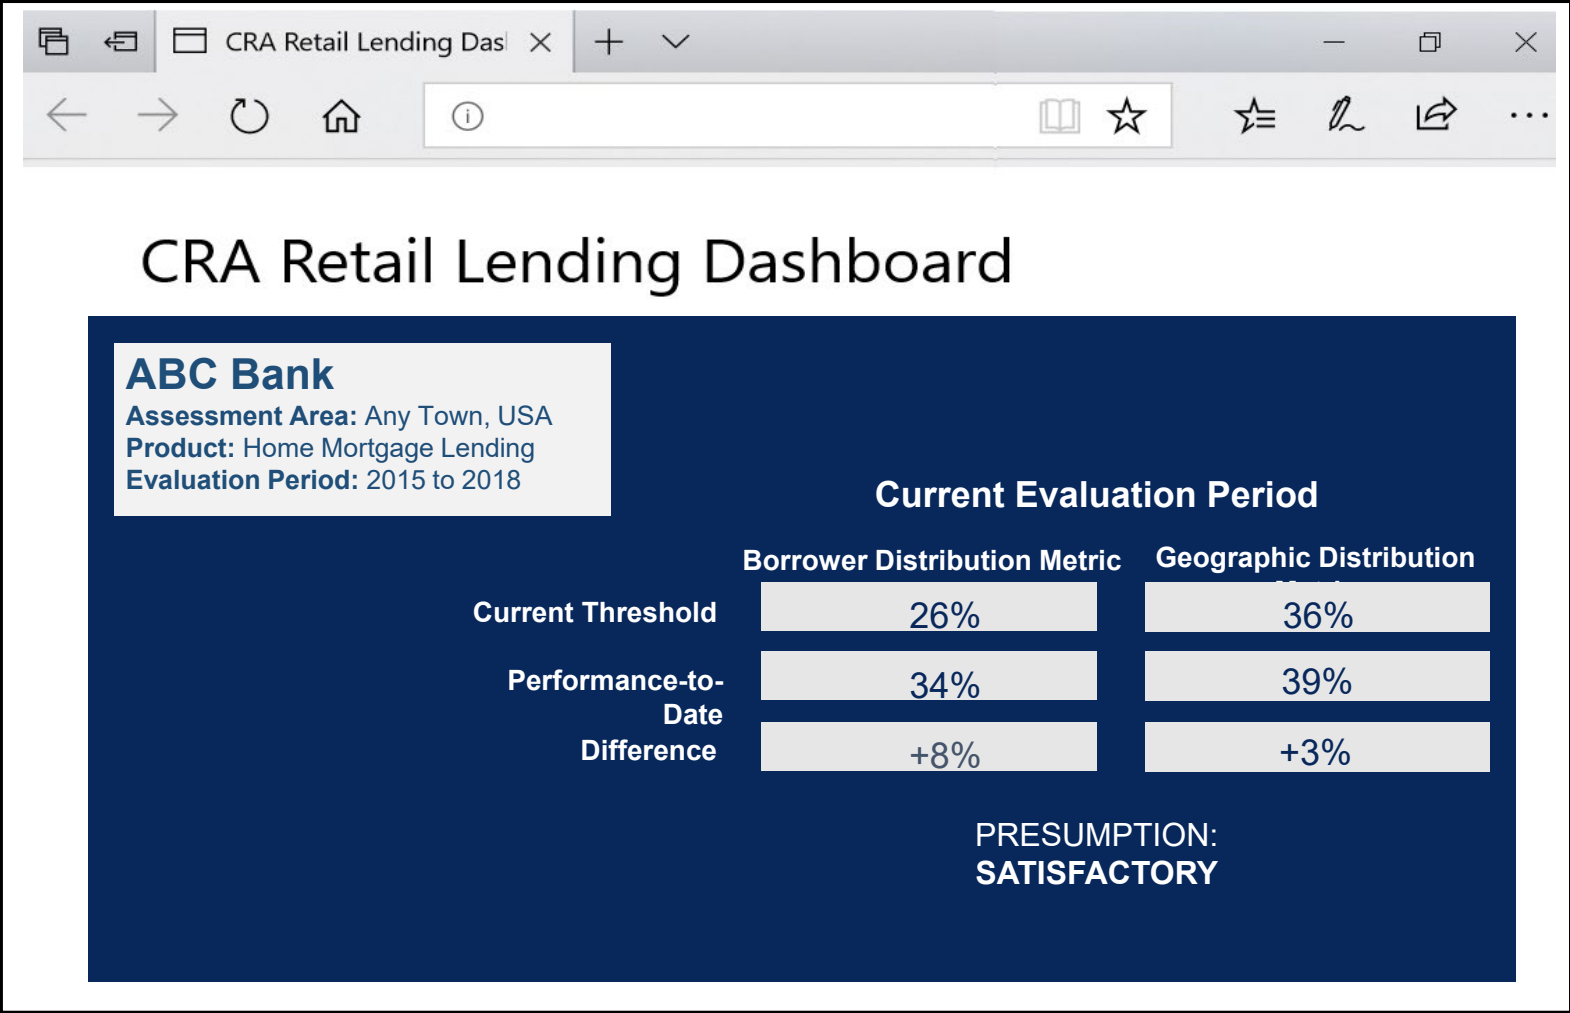 CRA Retail Lending Das
CRA Retail Lending Dashboard
ABC Bank
Assessment Area: Any Town, USA
Product: Home Mortgage Lending
Evaluation Period: 2015 to 2018
Current Evaluation Period
Borrower Distribution Metric Geographic Distribution
Current Threshold 26% 36%
Performance-to-
Date 34% 39%
Difference +8% +3%
PRESUMPTION:
SATISFACTORY